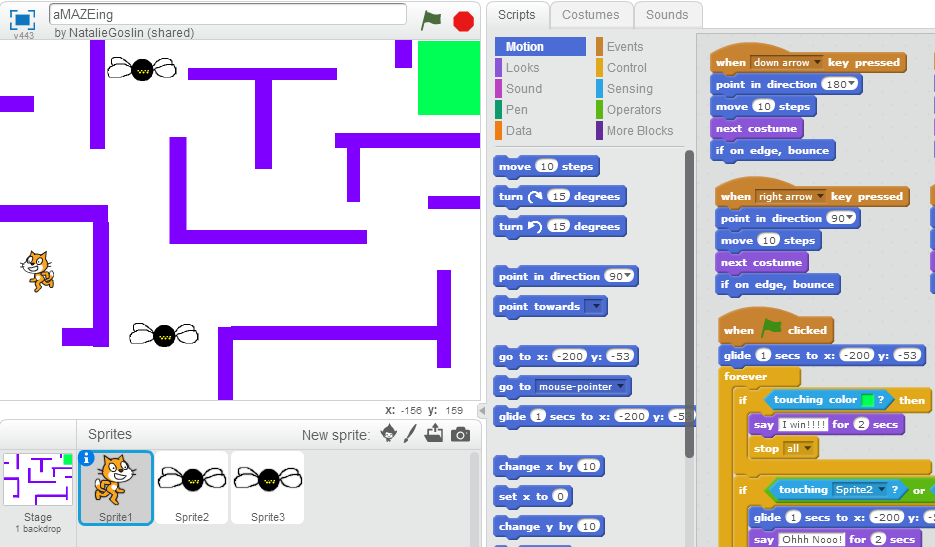 aMAZEing
v443
by NatalieGoslin (shared)
x: -156 y: 159
Sprites
New sprite:
Stage
1 backdrop
Sprite1
Sprite2
Sprite3
Scripts
Costumes
Sounds
Motion
Events
Looks
Control
Sound
Sensing
Pen
Operators
Data
More Blocks
move 10 steps
turn 15 degrees
turn 15 degrees
point in direction 90
point towards
go to x: -200 y: -53
go to mouse-pointer
glide 1 secs to x: -200 y: -5
change x by 10
set x to 0
change y by 10
when down arrow key pressed
point in direction 180
move 10 steps
next costume
if on edge, bounce
when right arrow key pressed
point in direction 90
move 10 steps
next costume
if on edge, bounce
when clicked
glide 1 secs to x: -200 y: -53
forever
if touching color ? then
say I win!!!! for 2 secs
stop all
if touching Sprite2 ? or
glide 1 secs to x: -200 y:
say Ohhh Nooo! for 2 secs